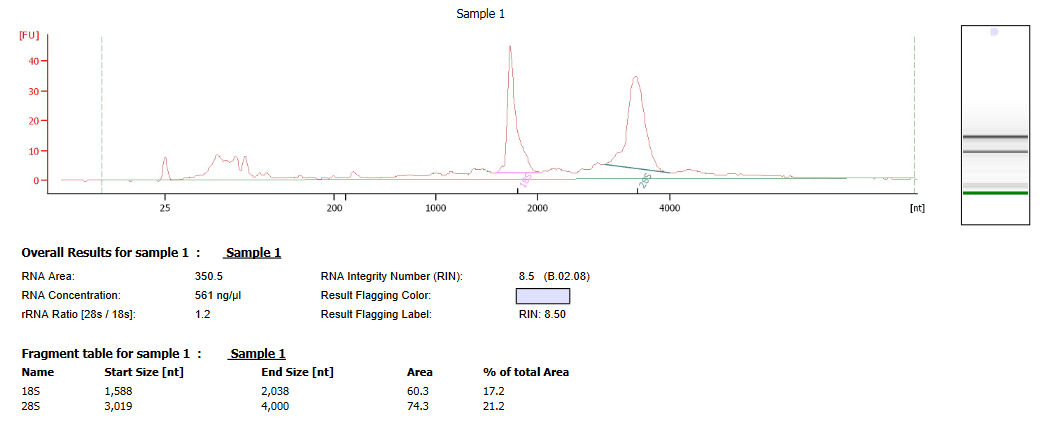 Sample 1
[FU]
40
30
20
10
0
18S
28S
25 200 1000 2000 4000 [nt]
Overall Results for sample 1 : Sample 1
RNA Area: 350.5 RNA Integrity Number (RIN): 8.5 (B.02.08)
RNA Concentration: 561 ng/µl Result Flagging Color:
rRNA Ratio [28s / 18s]: 1.2 Result Flagging Label: RIN: 8.50
Fragment table for sample 1 : Sample 1
Name Start Size [nt] End Size [nt] Area % of total Area
18S 1,588 2,038 60.3 17.2
28S 3,019 4,000 74.3 21.2